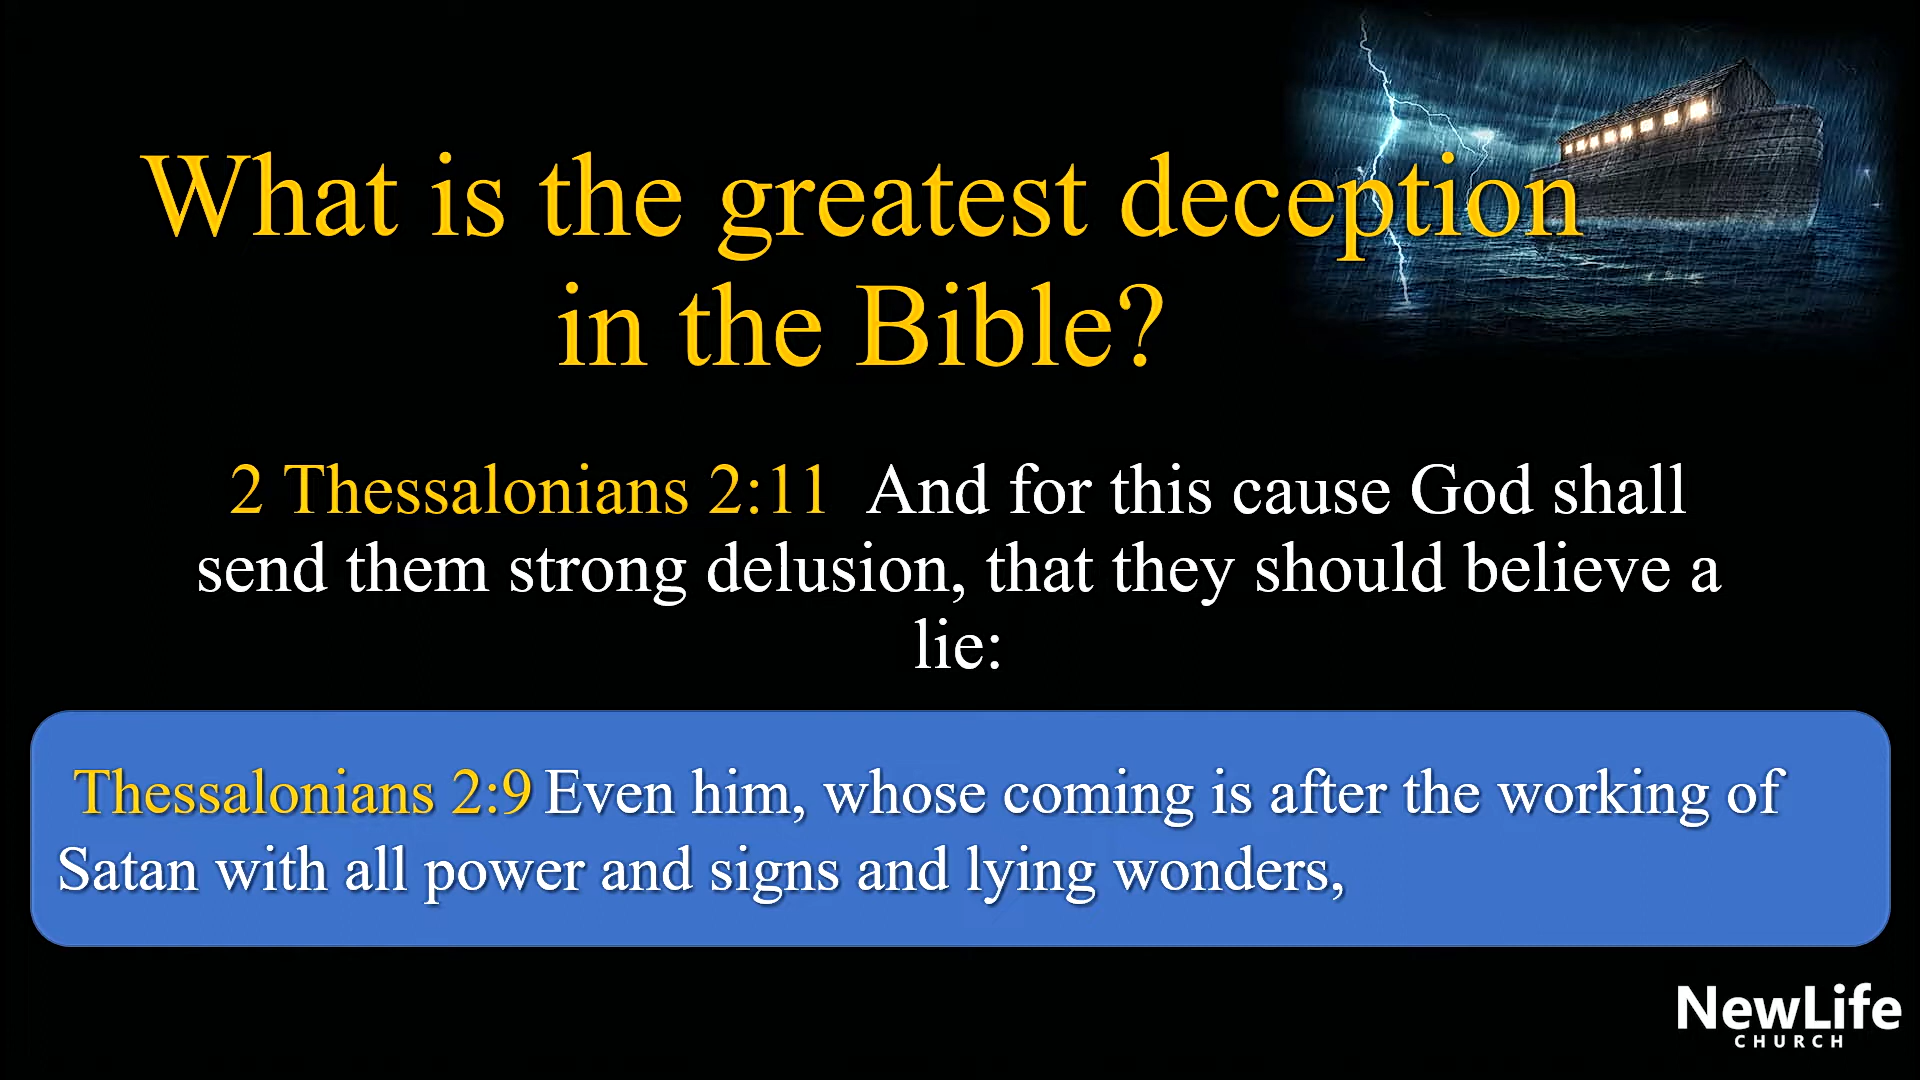 What is the greatest deception
in the Bible?
2 Thessalonians 2:11  And for this cause God shall
send them strong delusion, that they should believe a
lie:
Thessalonians 2:9 Even him, whose coming is after the working of
Satan with all power and signs and lying wonders,
NewLife
CHURCH